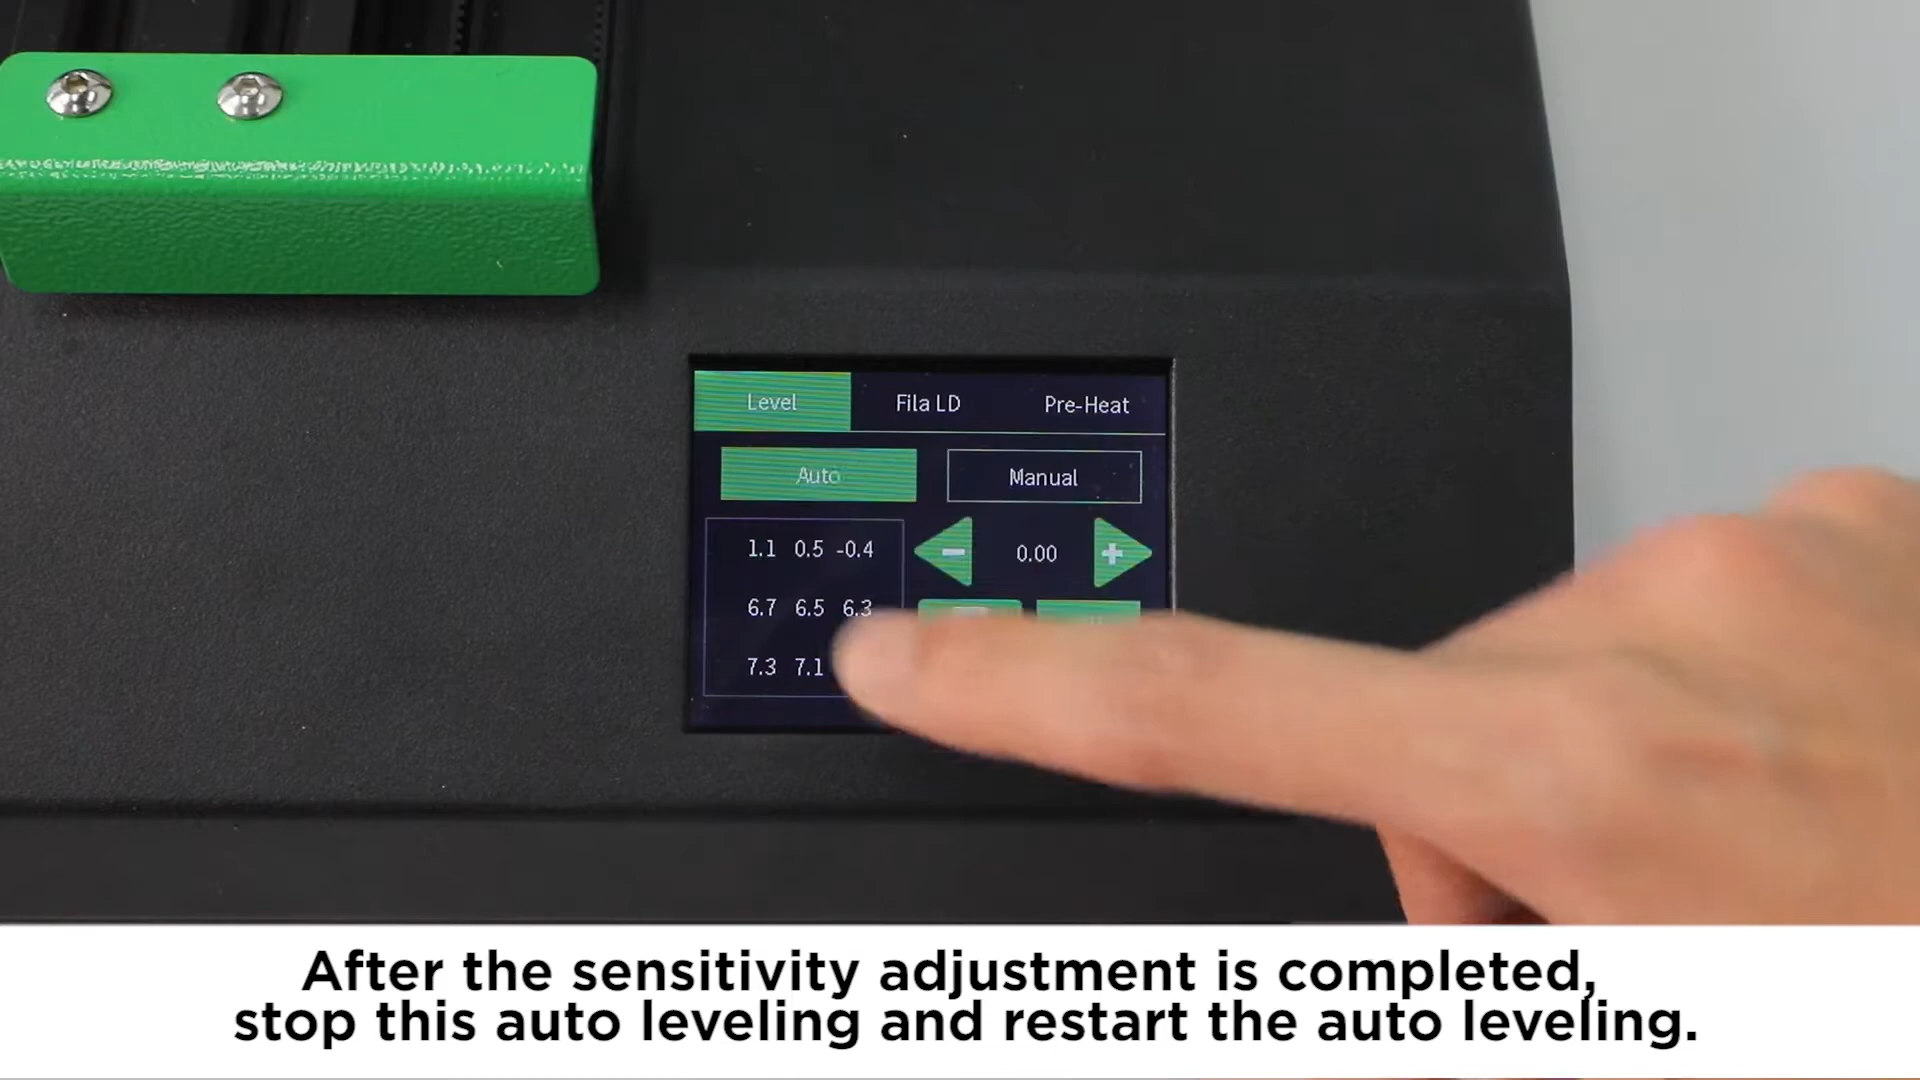 Level Fila LD Pre-Heat
Auto Manual
1.1 0.5 -0.4 - 0.00 +
6.7 6.5 6.3
7.3 7.1
After the sensitivity adjustment is completed,
stop this auto leveling and restart the auto leveling.